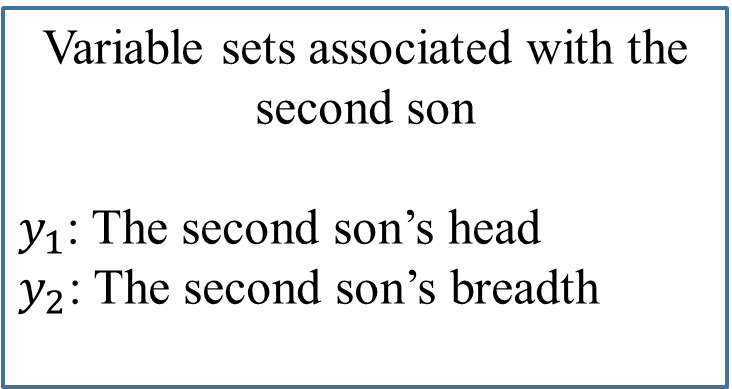 Variable sets associated with the
second son
y₁: The second son’s head
y₂: The second son’s breadth